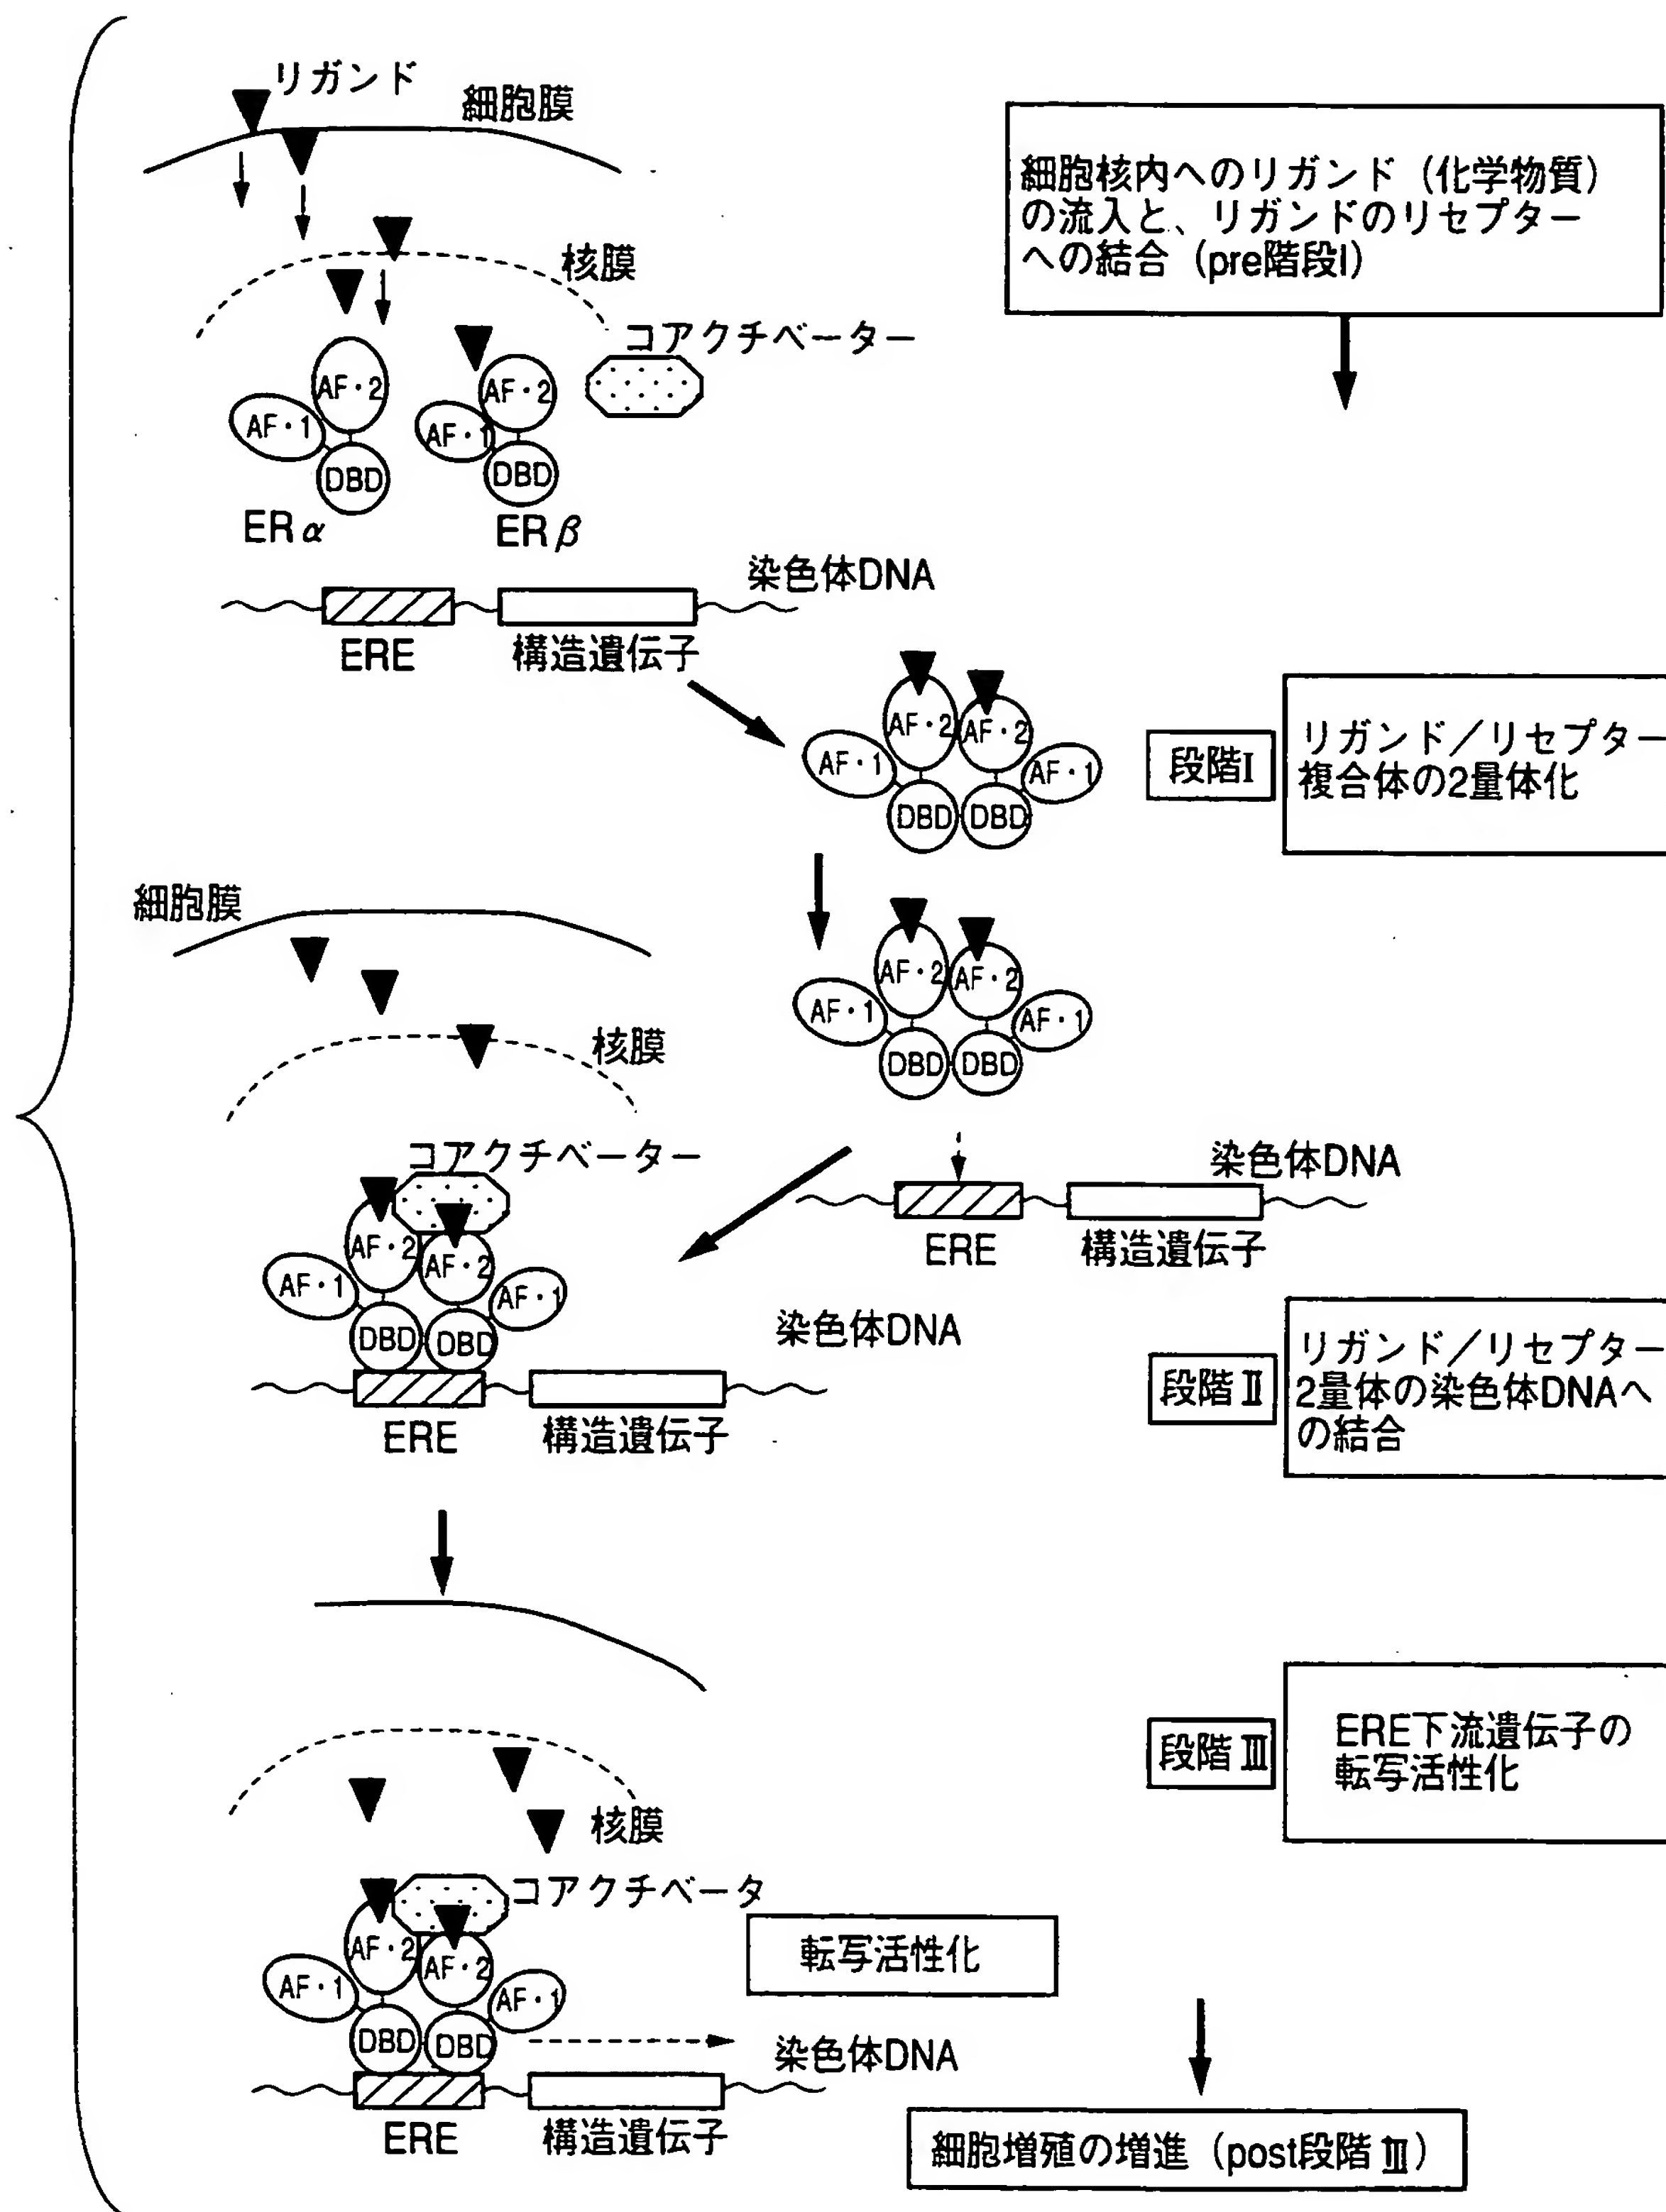 リガンド
細胞膜
細胞核内へのリガンド（化学物質）
の流入と、リガンドのリセプター
への結合（pre階段I）
核膜
コアクチベーター
AF・2
AF・1
DBD
ERα
AF・2
AF・1
DBD
ERβ
染色体DNA
ERE
構造遺伝子
AF・2
AF・2
AF・1
AF・1
DBD
DBD
段階I
リガンド／リセプター
複合体の2量体化
細胞膜
核膜
AF・2
AF・2
AF・1
AF・1
DBD
DBD
染色体DNA
ERE
構造遺伝子
コアクチベーター
AF・2
AF・2
AF・1
AF・1
DBD
DBD
染色体DNA
ERE
構造遺伝子
段階Ⅱ
リガンド／リセプター
2量体の染色体DNAへ
の結合
段階Ⅲ
ERE下流遺伝子の
転写活性化
核膜
コアクチベータ
AF・2
AF・2
AF・1
AF・1
DBD
DBD
転写活性化
染色体DNA
ERE
構造遺伝子
細胞増殖の増進（post段階Ⅲ）